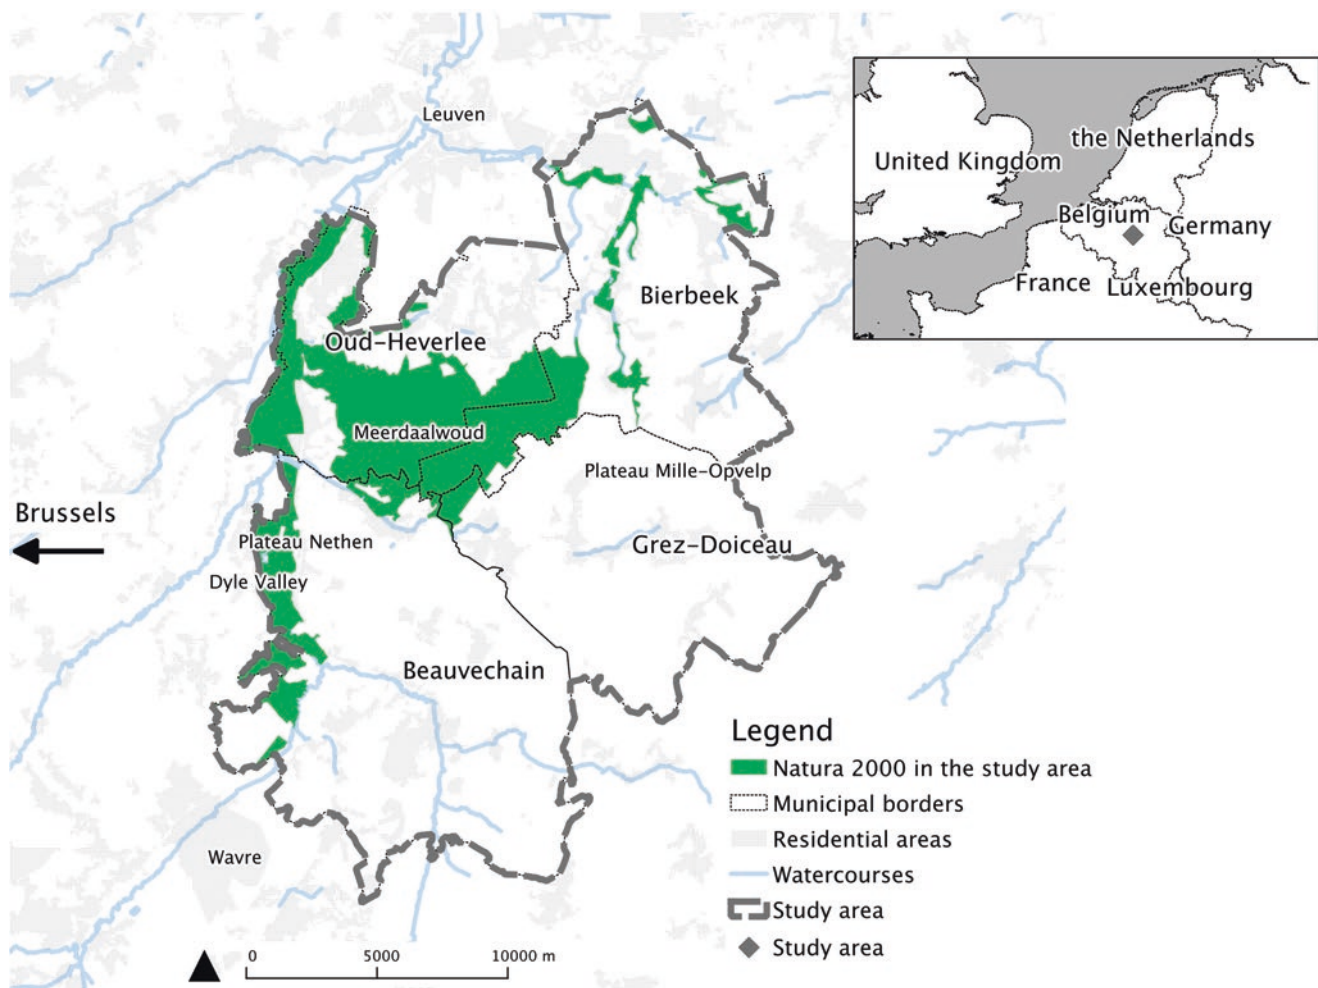 Leuven
United Kingdom
the Netherlands
Belgium
Germany
France
Luxembourg
Bierbeek
Oud-Heverlee
Meerdaalwoud
Plateau Mille-Opvelp
Brussels
Plateau Nethen
Grez-Doiceau
Dyle Valley
Beauvechain
Wavre
Legend
Natura 2000 in the study area
Municipal borders
Residential areas
Watercourses
Study area
Study area
0 5000 10000 m